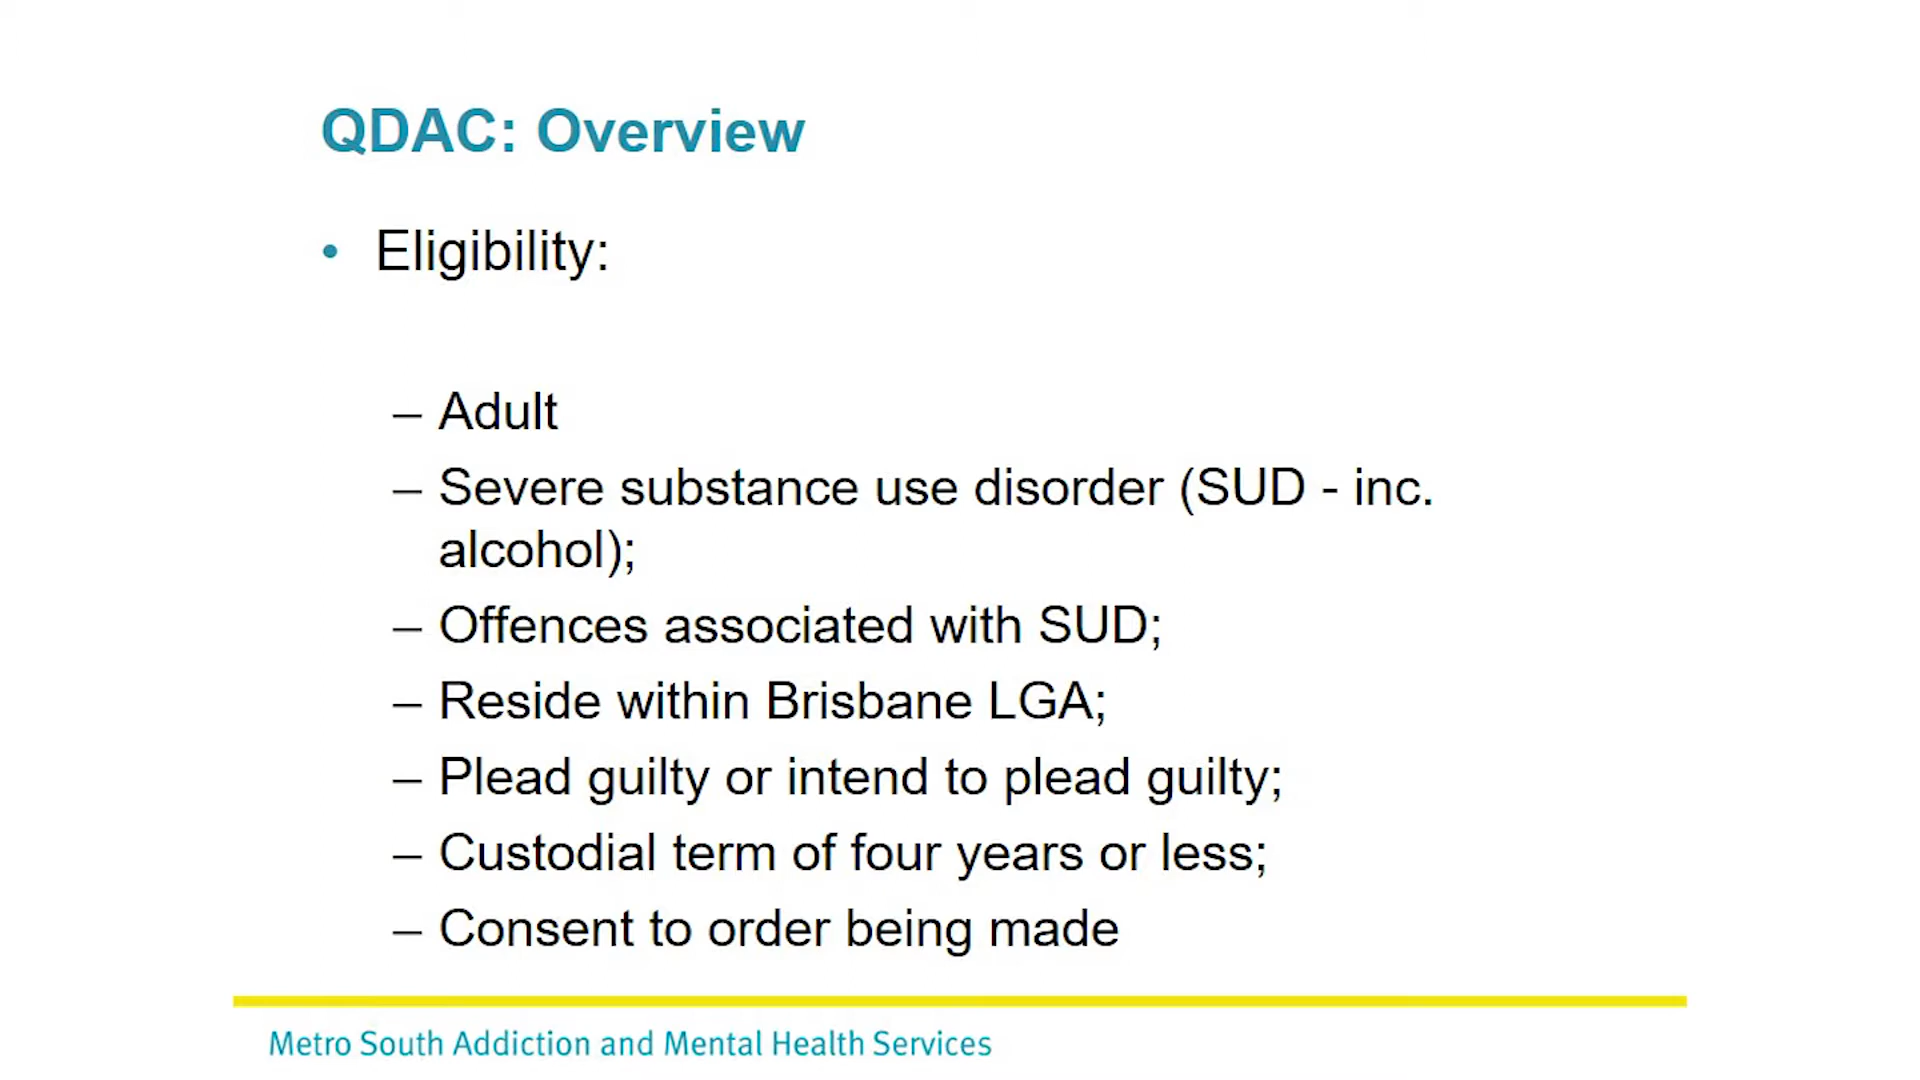 QDAC: Overview
• Eligibility:
– Adult
– Severe substance use disorder (SUD - inc.
alcohol);
– Offences associated with SUD;
– Reside within Brisbane LGA;
– Plead guilty or intend to plead guilty;
– Custodial term of four years or less;
– Consent to order being made
Metro South Addiction and Mental Health Services